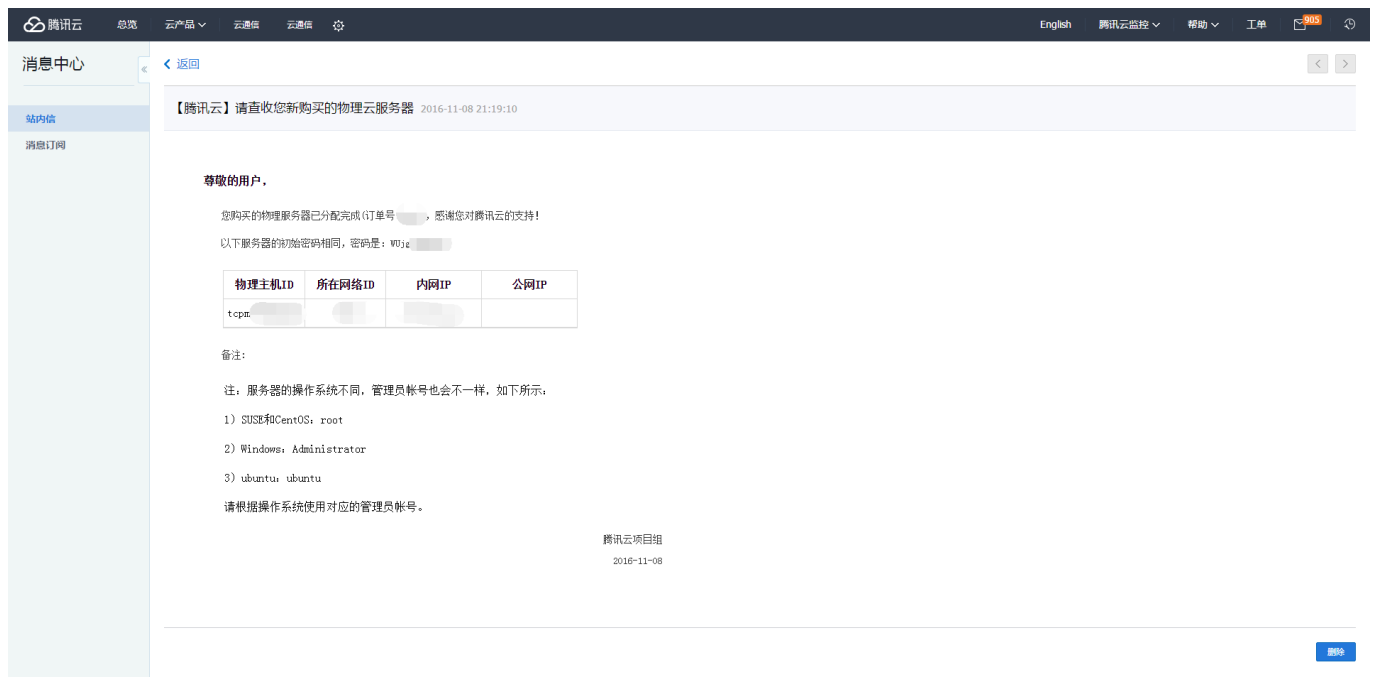 腾讯云 总览 云产品 云通信 云通信 English 腾讯云监控 帮助 工单 905
消息中心
站内信
消息订阅
返回
【腾讯云】请查收您新购买的物理云服务器 2016-11-08 21:19:10
尊敬的用户，
您购买的物理服务器已分配完成(订单号 ，感谢您对腾讯云的支持!
以下服务器的初始密码相同，密码是：WUjg
物理主机ID 所在网络ID 内网IP 公网IP
tcpm
备注:
注：服务器的操作系统不同，管理员帐号也会不一样，如下所示：
1）SUSE和CentOS：root
2）Windows：Administrator
3）ubuntu：ubuntu
请根据操作系统使用对应的管理员帐号。
腾讯云项目组
2016-11-08
删除